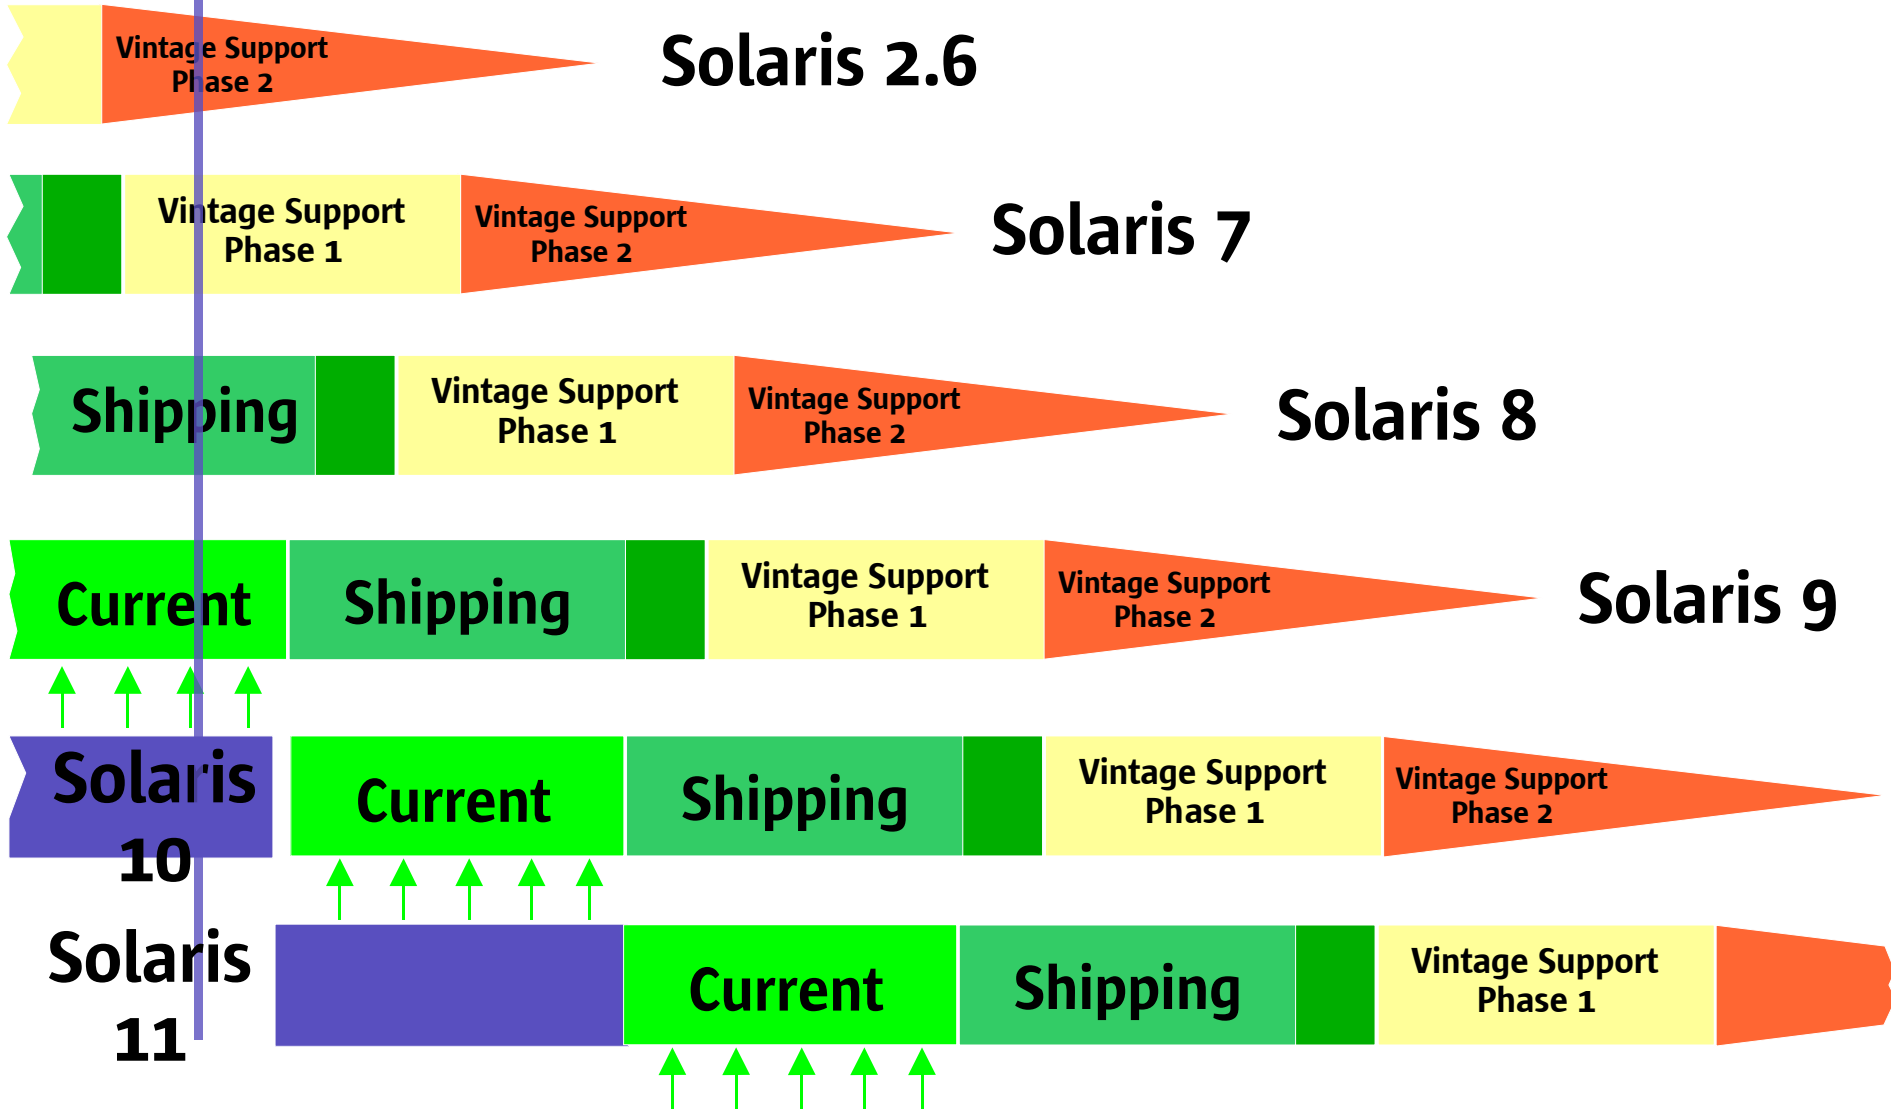 Vintage Support
Phase 2
Solaris 2.6
Vintage Support
Phase 1
Vintage Support
Phase 2
Solaris 7
Shipping
Vintage Support
Phase 1
Vintage Support
Phase 2
Solaris 8
Current
Shipping
Vintage Support
Phase 1
Vintage Support
Phase 2
Solaris 9
Solaris
10
Current
Shipping
Vintage Support
Phase 1
Vintage Support
Phase 2
Solaris
11
Current
Shipping
Vintage Support
Phase 1